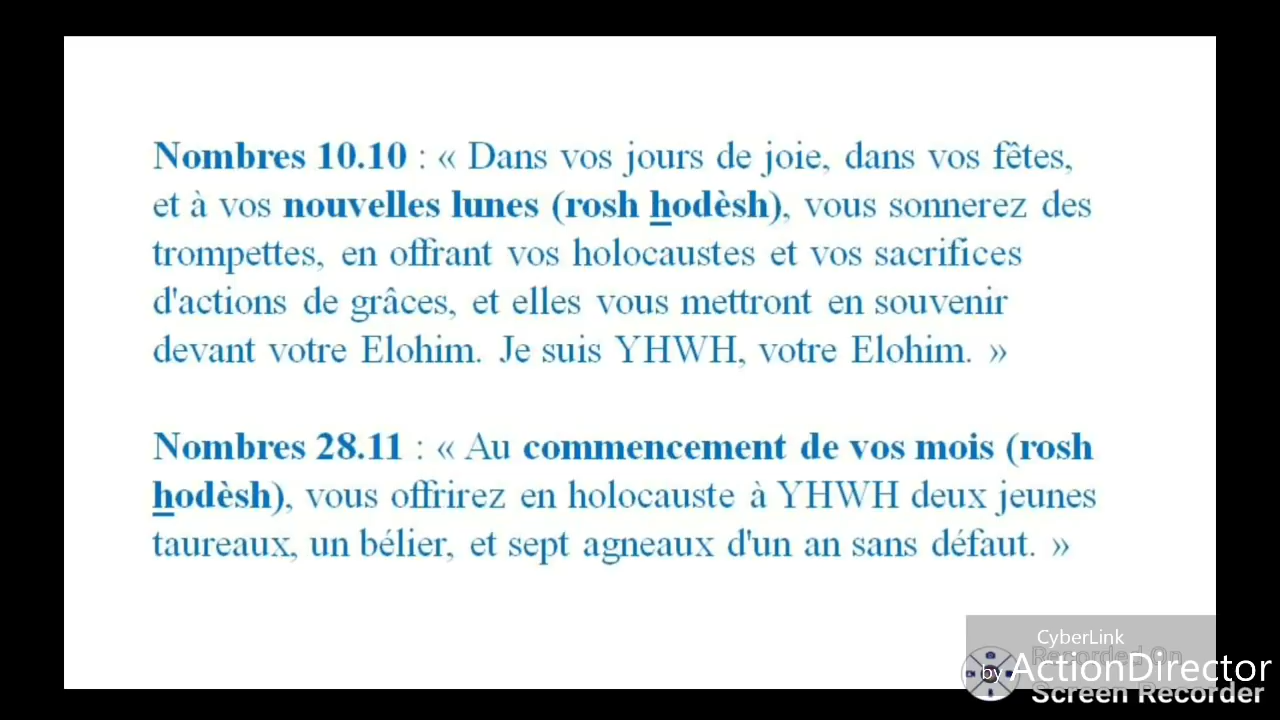 Nombres 10.10 : « Dans vos jours de joie, dans vos fêtes,
et à vos nouvelles lunes (rosh hodèsh), vous sonnerez des
trompettes, en offrant vos holocaustes et vos sacrifices
d'actions de grâces, et elles vous mettront en souvenir
devant votre Elohim. Je suis YHWH, votre Elohim. »
Nombres 28.11 : « Au commencement de vos mois (rosh
hodèsh), vous offrirez en holocauste à YHWH deux jeunes
taureaux, un bélier, et sept agneaux d'un an sans défaut. »
CyberLink
Recorded On
by ActionDirector
Screen Recorder